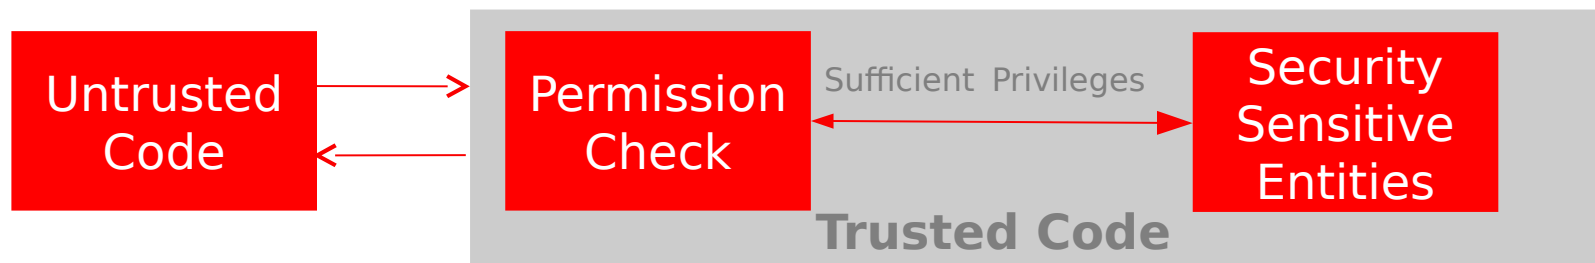 Untrusted
Code
Permission
Check
Sufficient Privileges
Security
Sensitive
Entities
Trusted Code